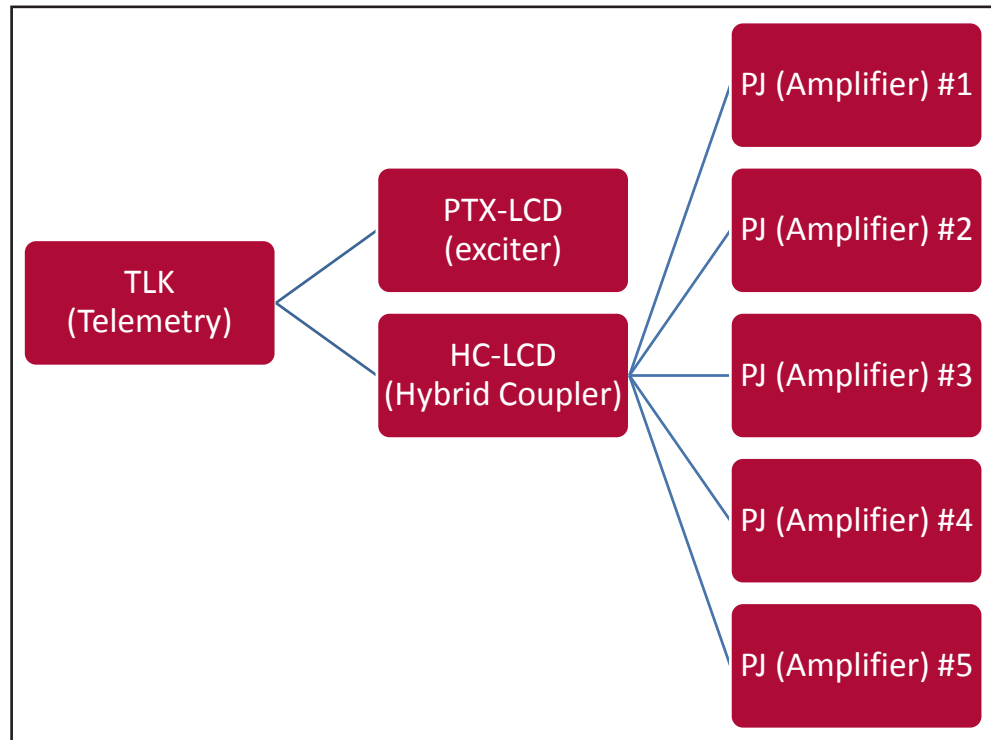 TLK
(Telemetry)
PTX-LCD
(exciter)
HC-LCD
(Hybrid Coupler)
PJ (Amplifier) #1
PJ (Amplifier) #2
PJ (Amplifier) #3
PJ (Amplifier) #4
PJ (Amplifier) #5